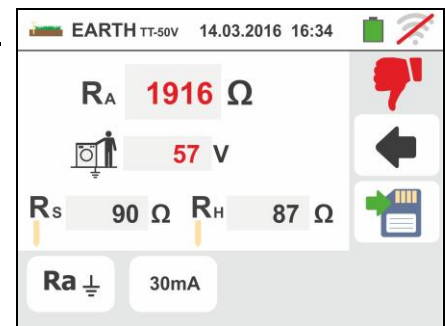 EARTH TT-50V 14.03.2016 16:34
RA 1916 Ω
57 V
RS 90 Ω RH 87 Ω
Ra 30mA